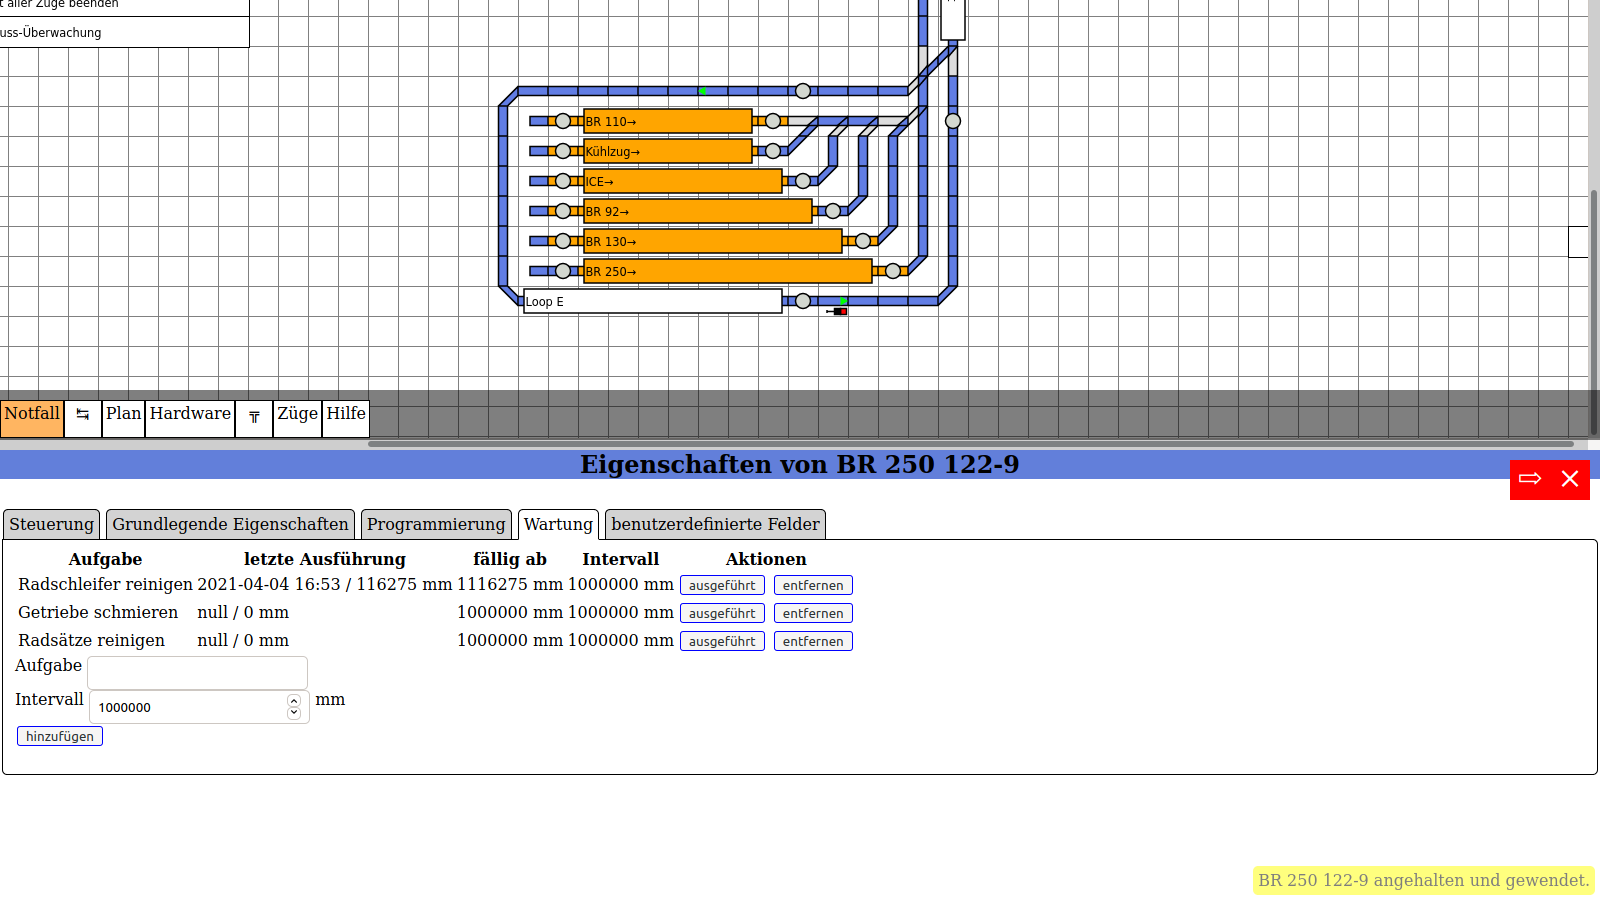 t aller Züge beenden
uss-Überwachung
BR 110→
Kühlzug→
ICE→
BR 92→
BR 130→
BR 250→
Loop E
Notfall ↹ Plan Hardware ╦ Züge Hilfe
Eigenschaften von BR 250 122-9
⇨ ×
Steuerung Grundlegende Eigenschaften Programmierung Wartung benutzerdefinierte Felder
Aufgabe letzte Ausführung fällig ab Intervall Aktionen
Radschleifer reinigen 2021-04-04 16:53 / 116275 mm 1116275 mm 1000000 mm ausgeführt entfernen
Getriebe schmieren null / 0 mm 1000000 mm 1000000 mm ausgeführt entfernen
Radsätze reinigen null / 0 mm 1000000 mm 1000000 mm ausgeführt entfernen
Aufgabe
Intervall 1000000 mm
hinzufügen
BR 250 122-9 angehalten und gewendet.